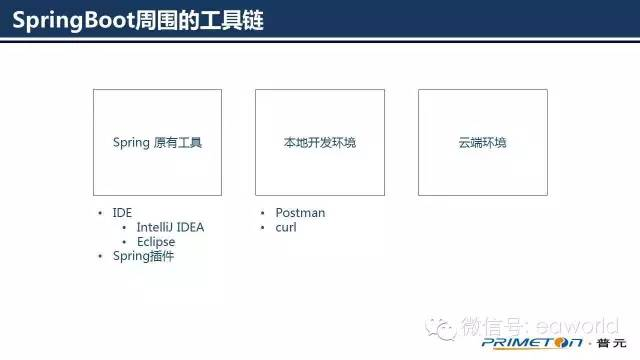 SpringBoot周围的工具链
Spring 原有工具
本地开发环境
云端环境
• IDE
• IntelliJ IDEA
• Eclipse
• Spring插件
• Postman
• curl
微信号: eaworld
PRIMETON·普元